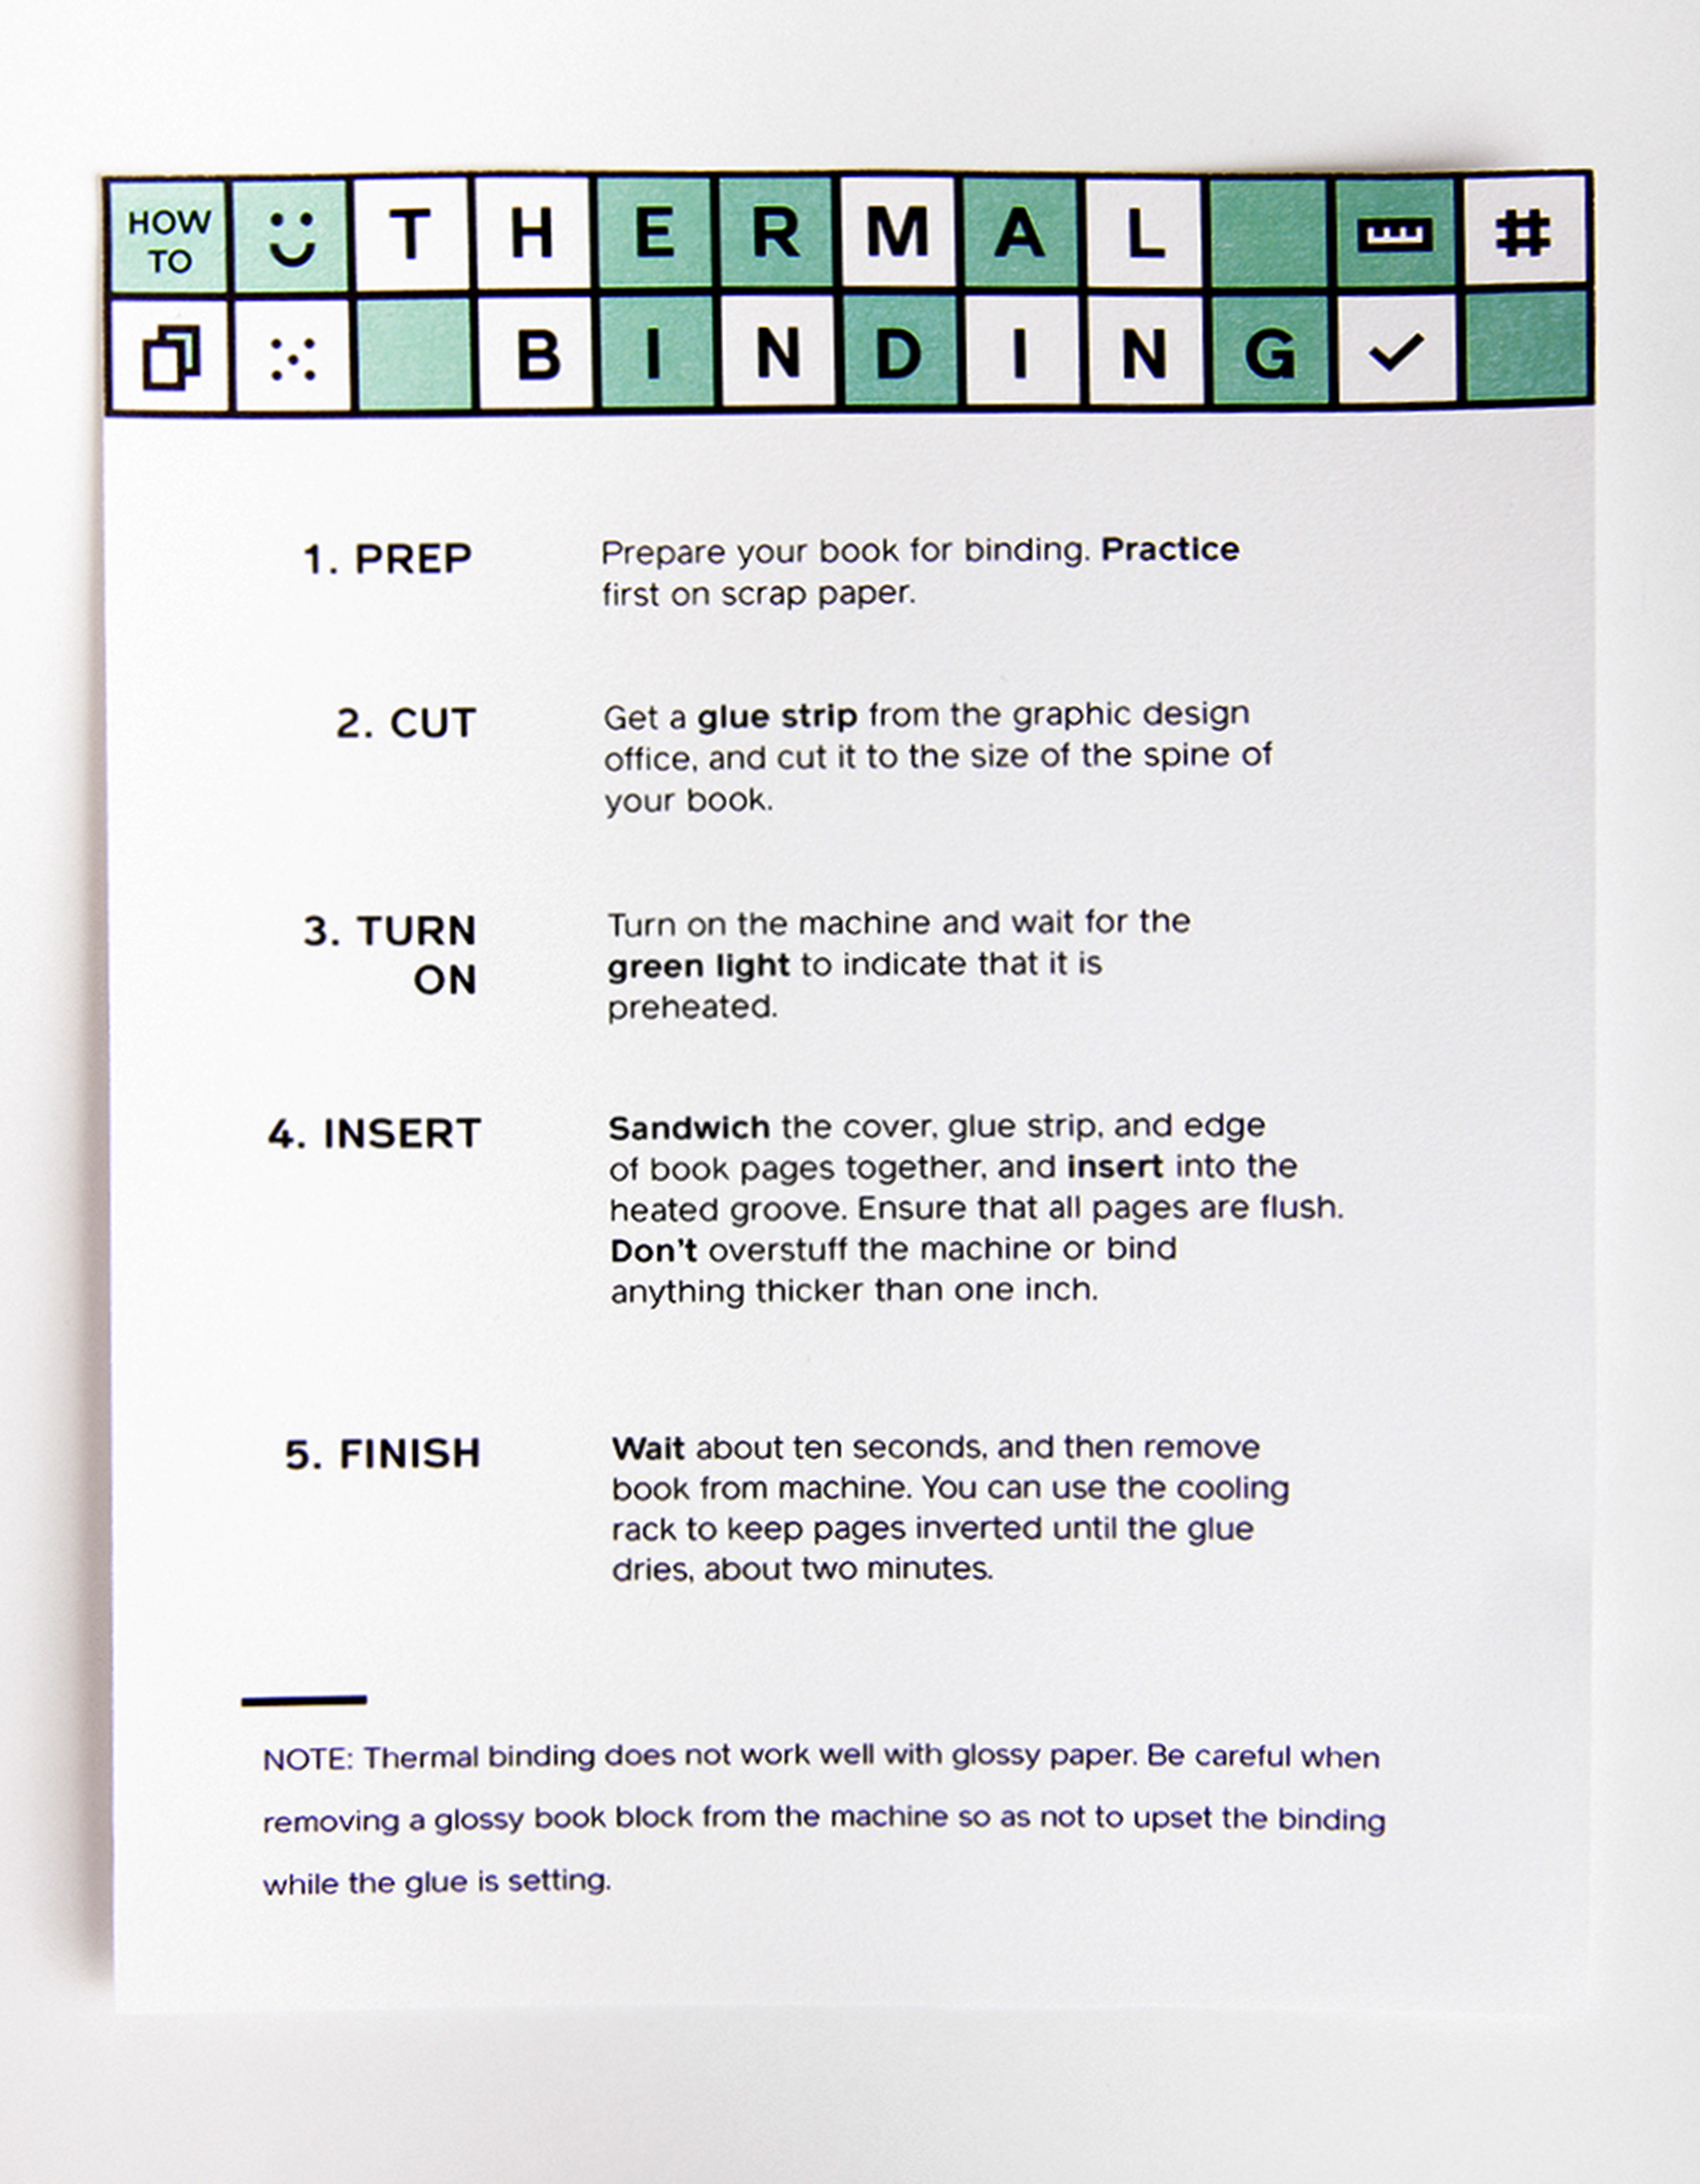 HOW
TO
THERMAL #
BINDING
1. PREP
Prepare your book for binding. Practice
first on scrap paper.
2. CUT
Get a glue strip from the graphic design
office, and cut it to the size of the spine of
your book.
3. TURN
ON
Turn on the machine and wait for the
green light to indicate that it is
preheated.
4. INSERT
Sandwich the cover, glue strip, and edge
of book pages together, and insert into the
heated groove. Ensure that all pages are flush.
Don't overstuff the machine or bind
anything thicker than one inch.
5. FINISH
Wait about ten seconds, and then remove
book from machine. You can use the cooling
rack to keep pages inverted until the glue
dries, about two minutes.
NOTE: Thermal binding does not work well with glossy paper. Be careful when
removing a glossy book block from the machine so as not to upset the binding
while the glue is setting.